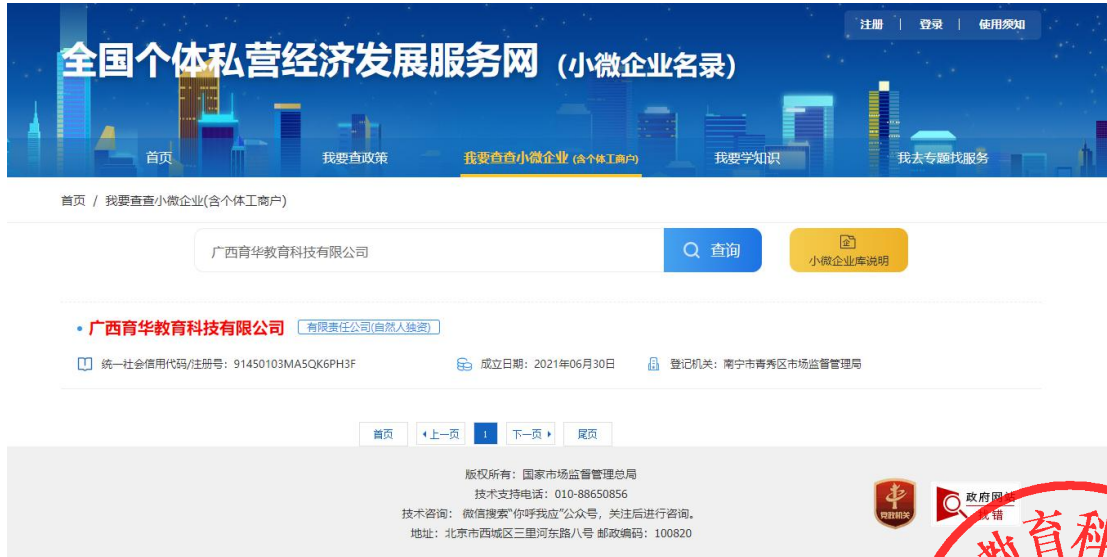 注册 | 登录 | 使用须知
全国个体私营经济发展服务网 (小微企业名录)
首页 我要查政策 我要查查小微企业 (含个体工商户) 我要学知识 我去专题找服务
首页 / 我要查查小微企业(含个体工商户)
广西育华教育科技有限公司 查询 小微企业库说明
广西育华教育科技有限公司 有限责任公司(自然人独资)
统一社会信用代码/注册号：91450103MA5QK6PH3F 成立日期：2021年06月30日 登记机关：南宁市青秀区市场监督管理局
首页 上一页 1 下一页 尾页
版权所有：国家市场监督管理总局
技术支持电话：010-88650856
技术咨询： 微信搜索"你呼我应"公众号，关注后进行咨询。
地址：北京市西城区三里河东路八号 邮政编码：100820
党政机关
政府网站
找错
教育科